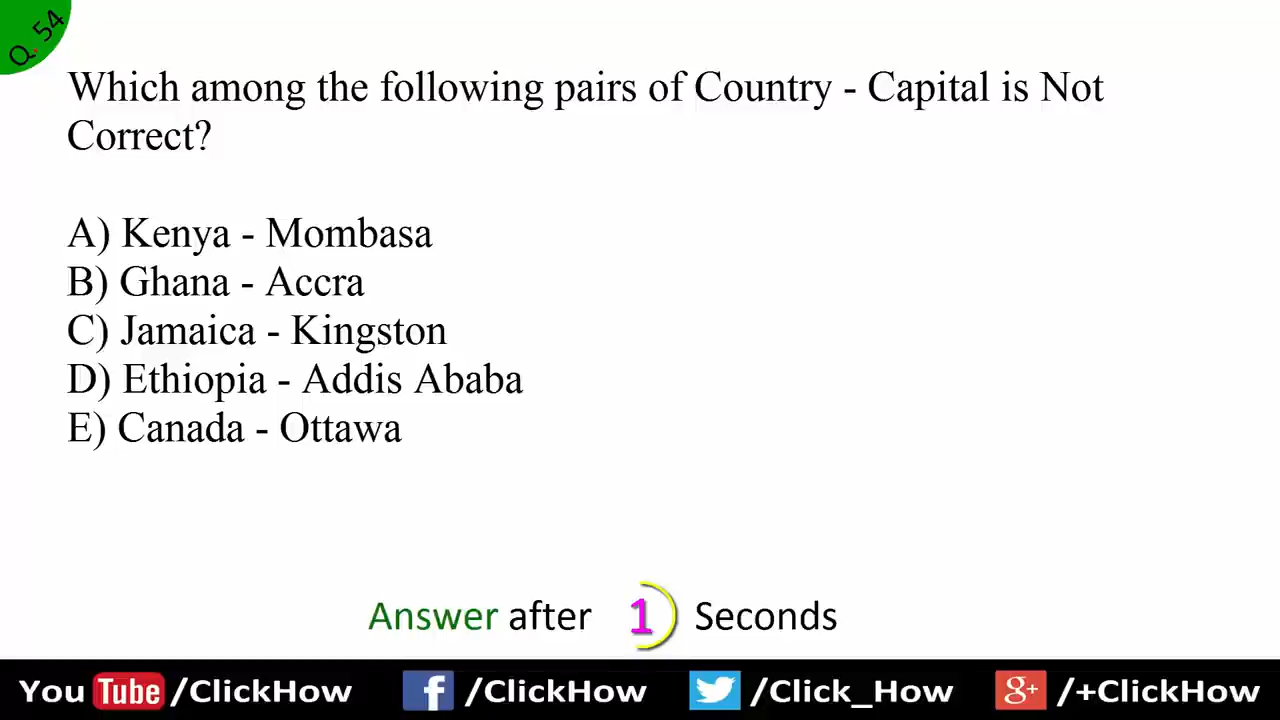 Q. 54
Which among the following pairs of Country - Capital is Not
Correct?
A) Kenya - Mombasa
B) Ghana - Accra
C) Jamaica - Kingston
D) Ethiopia - Addis Ababa
E) Canada - Ottawa
Answer after 1 Seconds
You Tube /ClickHow f /ClickHow /Click_How g+ /+ClickHow